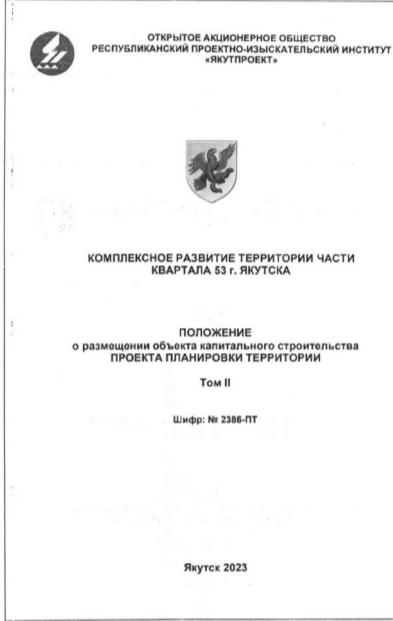 ОТКРЫТОЕ АКЦИОНЕРНОЕ ОБЩЕСТВО
РЕСПУБЛИКАНСКИЙ ПРОЕКТНО-ИЗЫСКАТЕЛЬСКИЙ ИНСТИТУТ
«ЯКУТПРОЕКТ»
КОМПЛЕКСНОЕ РАЗВИТИЕ ТЕРРИТОРИИ ЧАСТИ
КВАРТАЛА 53 г. ЯКУТСКА
ПОЛОЖЕНИЕ
о размещении объекта капитального строительства
ПРОЕКТА ПЛАНИРОВКИ ТЕРРИТОРИИ
Том II
Шифр: № 2386-ПТ
Якутск 2023